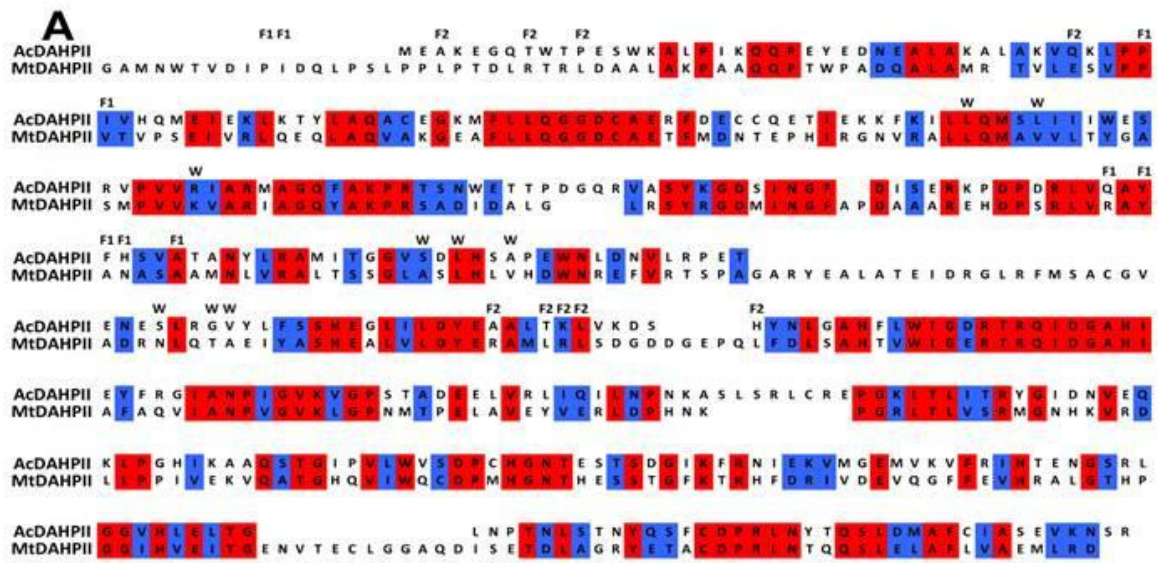 A
F1 F1 F2 F2 F2 F2 F1
AcDAHPII M E A K E G Q T W T P E S W K A L P I K Q Q P E Y E D N E A L A K A L A K V Q K L P P
MtDAHPII G A M N W T V D I P I D Q L P S L P P L P T D L R T R L D A A L A K P A A Q Q P T W P A D Q A L A M R T V L E S V P P
F1 W W
AcDAHPII I V H Q M E I E K L K T Y L A Q A C E G K M F L L Q G G D C A E R F D E C C Q E T I E K K F K I L L Q M S L I I I W E S
MtDAHPII V T V P S E I V R L Q E Q L A Q V A K G E A F L L Q G G D C A E T F M D N T E P H I R G N V R A L L Q M A V V L T Y G A
W F1 F1
AcDAHPII R V P V V R I A R M A G Q F A K P R T S N W E T T P D G Q R V A S Y K G D S I N G F D I S E R K P D P D R L V Q A Y
MtDAHPII S M P V V K V A R I A G Q Y A K P R S A D I D A L G L R S Y R G D M I N G F A P D A A A R E H D P S R L V R A Y
F1 F1 F1 W W W
AcDAHPII F H S V A T A N Y L R A M I T G G V S D L H S A P E W N L D N V L R P E T
MtDAHPII A N A S A A M N L V R A L T S S G L A S L H L V H D W N R E F V R T S P A G A R Y E A L A T E I D R G L R F M S A C G V
W W W F2 F2 F2 F2 F2
AcDAHPII E N E S L R G V Y L F S S H E G L I L D Y E A A L T K L V K D S H Y N L G A H F L W I G D R T R Q I D G A H I
MtDAHPII A D R N L Q T A E I Y A S H E A L V L D Y E R A M L R L S D G D D G E P Q L F D L S A H T V W I G E R T R Q I D G A H I
AcDAHPII E Y F R G I A N P I G V K V G P S T A D E E L V R L I Q I L N P N K A S L S R L C R E P G K L T L I T R Y G I D N V E Q
MtDAHPII A F A Q V I A N P V G V K L G P N M T P E L A V E Y V E R L D P H N K P G R L T L V S R M G N H K V R D
AcDAHPII K L P G H I K A A Q S T G I P V L W V S D P C H G N T E S T S D G I K F R N I E K V M G E M V K V F R I H T E N G S R L
MtDAHPII L L P P I V E K V Q A T G H Q V I W Q C D P M H G N T H E S S T G F K T R H F D R I V D E V Q G F F E V H R A L G T H P
AcDAHPII G G V H L E L T G L N P T N L S T N Y Q S F C D P R L N Y T Q S L D M A F C I A S E V K N S R
MtDAHPII G G I H V E I T G E N V T E C L G G A Q D I S E T D L A G R Y E T A C D P R L N T Q Q S L E L A F L V A E M L R D